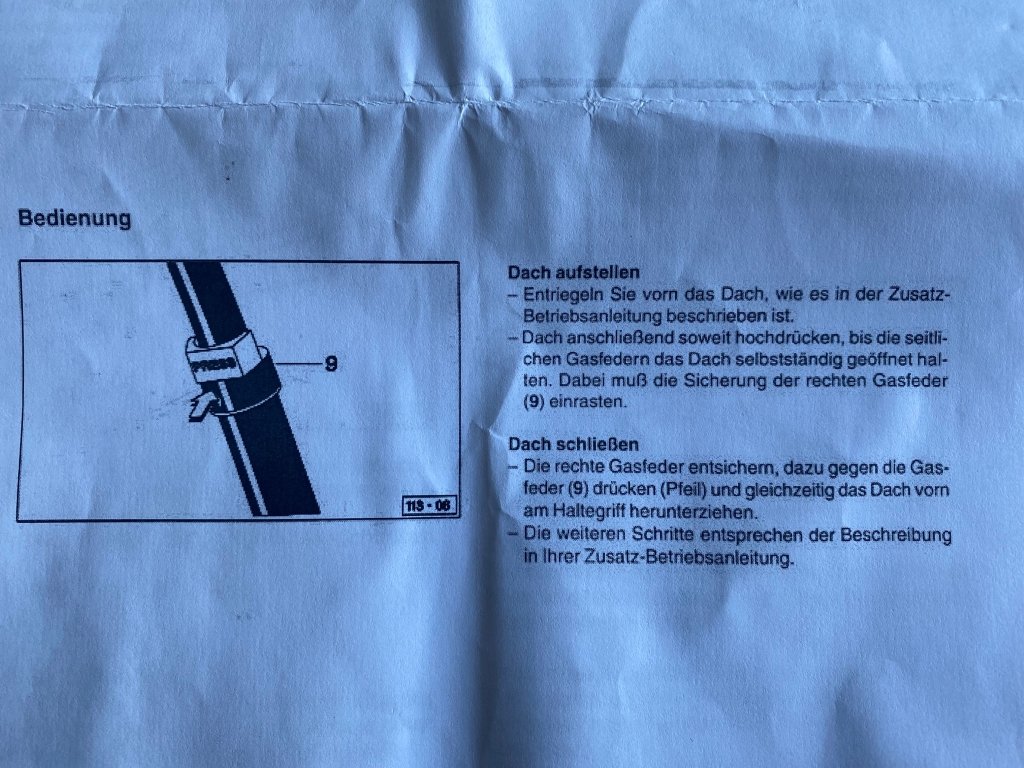 Bedienung
PRESS
9
113 - 06
Dach aufstellen
– Entriegeln Sie vorn das Dach, wie es in der Zusatz-
Betriebsanleitung beschrieben ist.
– Dach anschließend soweit hochdrücken, bis die seitli-
chen Gasfedern das Dach selbstständig geöffnet hal-
ten. Dabei muß die Sicherung der rechten Gasfeder
(9) einrasten.
Dach schließen
– Die rechte Gasfeder entsichern, dazu gegen die Gas-
feder (9) drücken (Pfeil) und gleichzeitig das Dach vorn
am Haltegriff herunterziehen.
– Die weiteren Schritte entsprechen der Beschreibung
in Ihrer Zusatz-Betriebsanleitung.